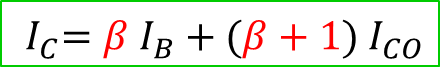 I_C = β I_B + (β + 1) I_CO